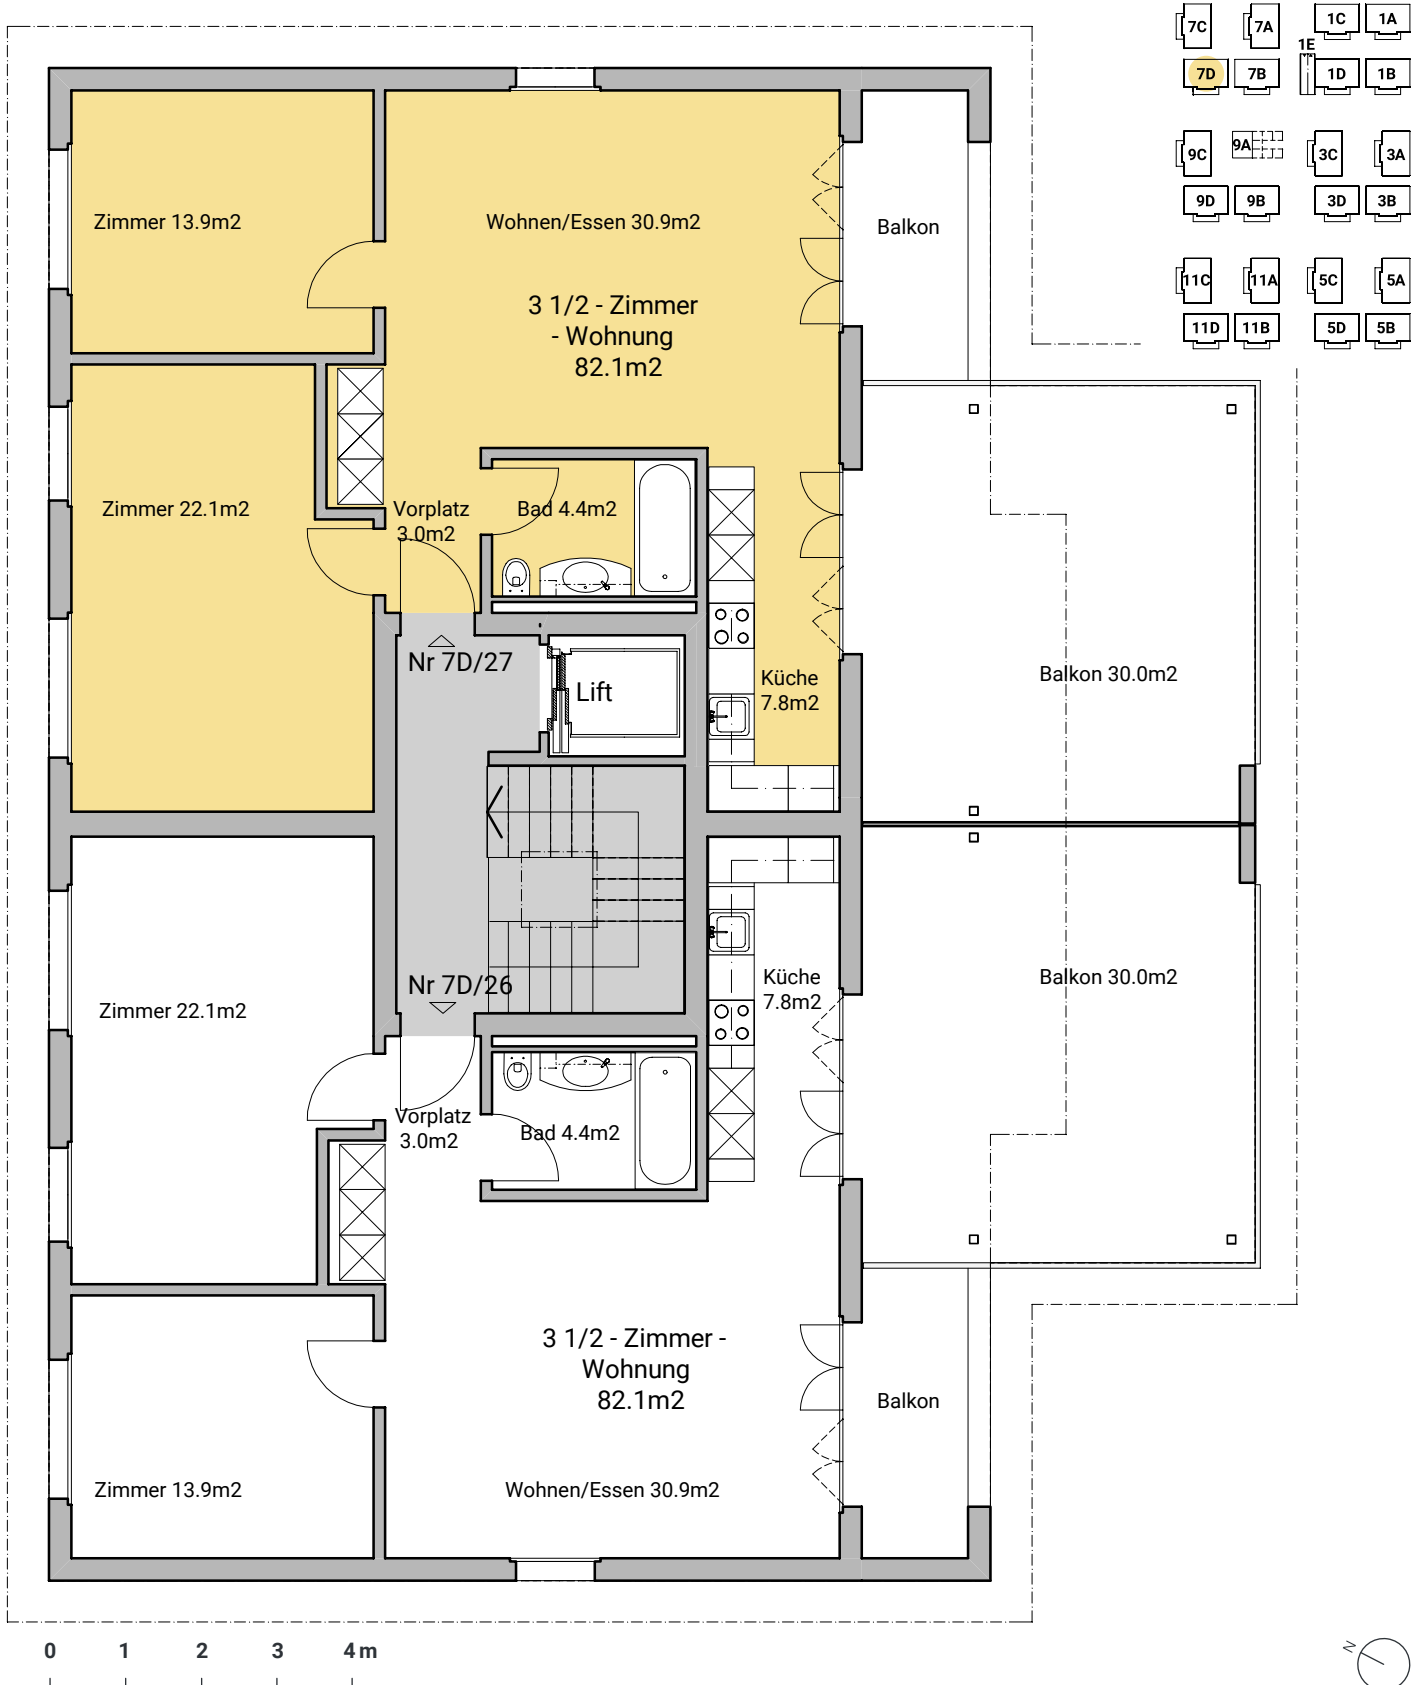 7C 7A 1C 1A
1E
7D 7B 1D 1B
9C 9A 3C 3A
9D 9B 3D 3B
11C 11A 5C 5A
11D 11B 5D 5B
Zimmer 13.9m2
Wohnen/Essen 30.9m2
Balkon
3 1/2 - Zimmer
- Wohnung
82.1m2
Zimmer 22.1m2
Vorplatz
3.0m2
Bad 4.4m2
Nr 7D/27
Lift
Küche
7.8m2
Balkon 30.0m2
Nr 7D/26
Küche
7.8m2
Balkon 30.0m2
Zimmer 22.1m2
Vorplatz
3.0m2
Bad 4.4m2
3 1/2 - Zimmer -
Wohnung
82.1m2
Balkon
Zimmer 13.9m2
Wohnen/Essen 30.9m2
0 1 2 3 4 m
N